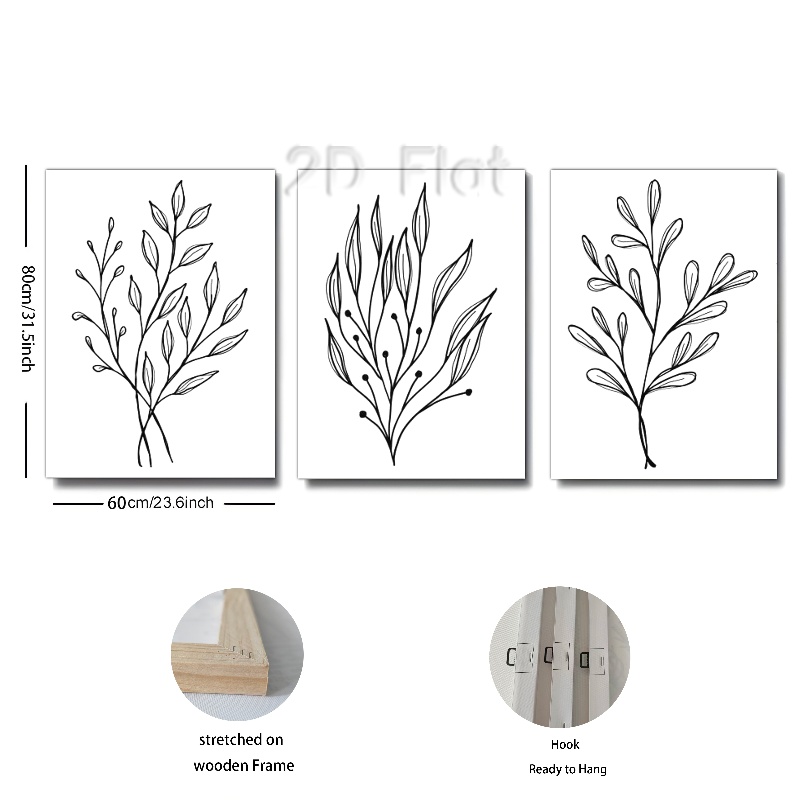 2D Flat
80cm/31.5inch
60cm/23.6inch
stretched on
wooden Frame
Hook
Ready to Hang